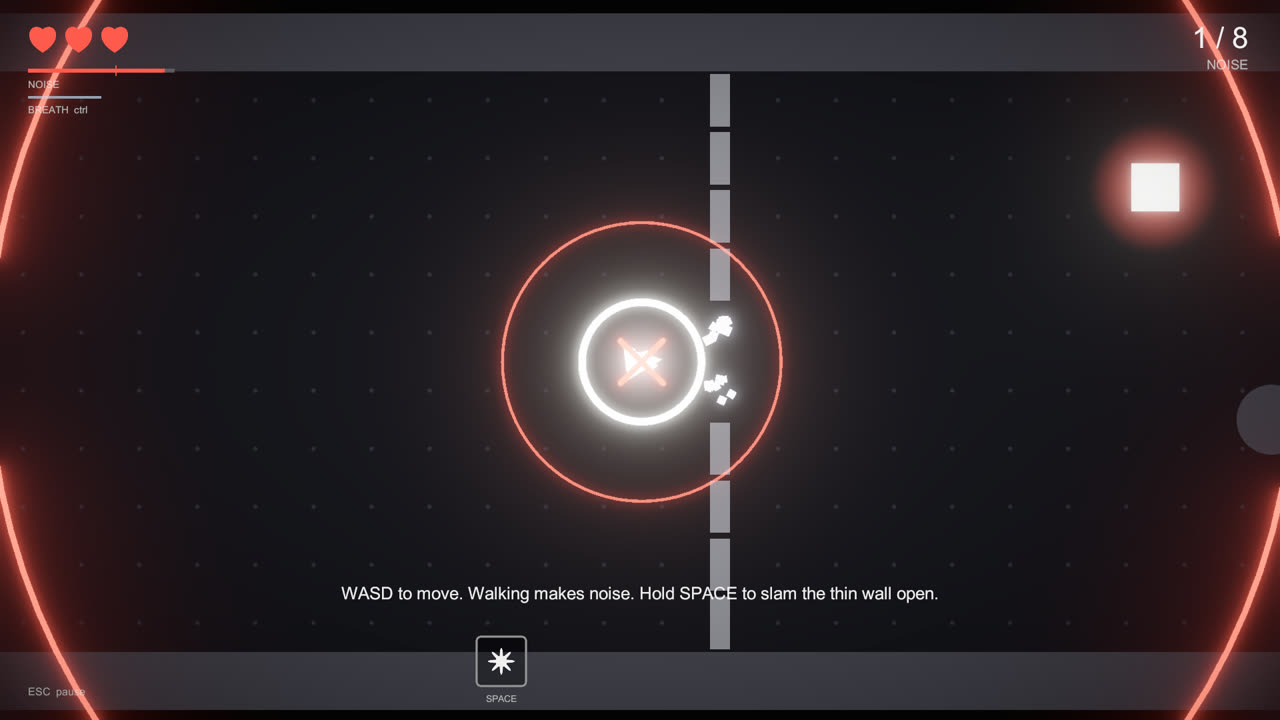 1 / 8
NOISE
NOISE
BREATH ctrl
WASD to move. Walking makes noise. Hold SPACE to slam the thin wall open.
SPACE
ESC pause